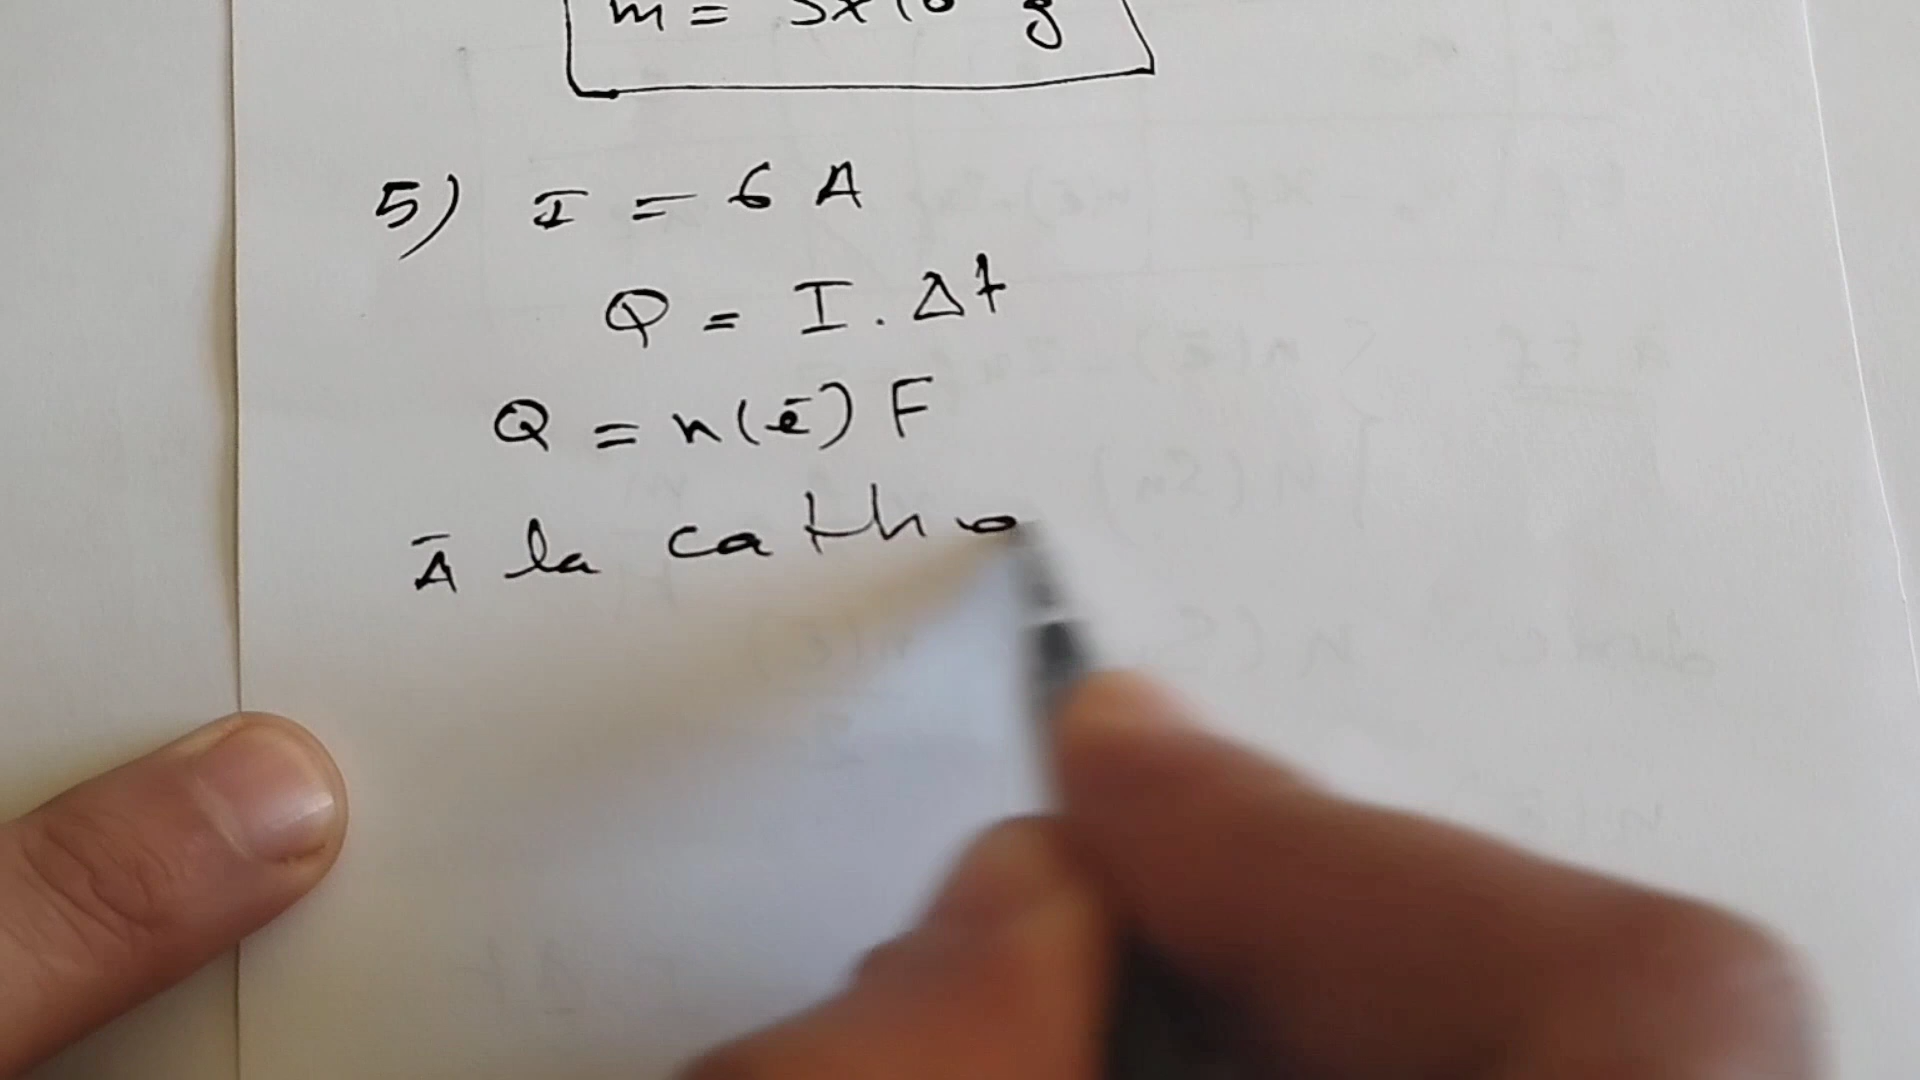 m =
5) I = 6 A
Q = I . Δt
Q = n(ē) F
À la catho